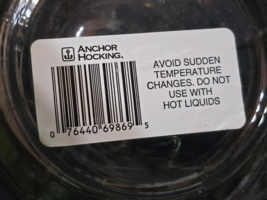 ANCHOR
HOCKING®
AVOID SUDDEN
TEMPERATURE
CHANGES. DO NOT
USE WITH
HOT LIQUIDS
0 76440 69869 5